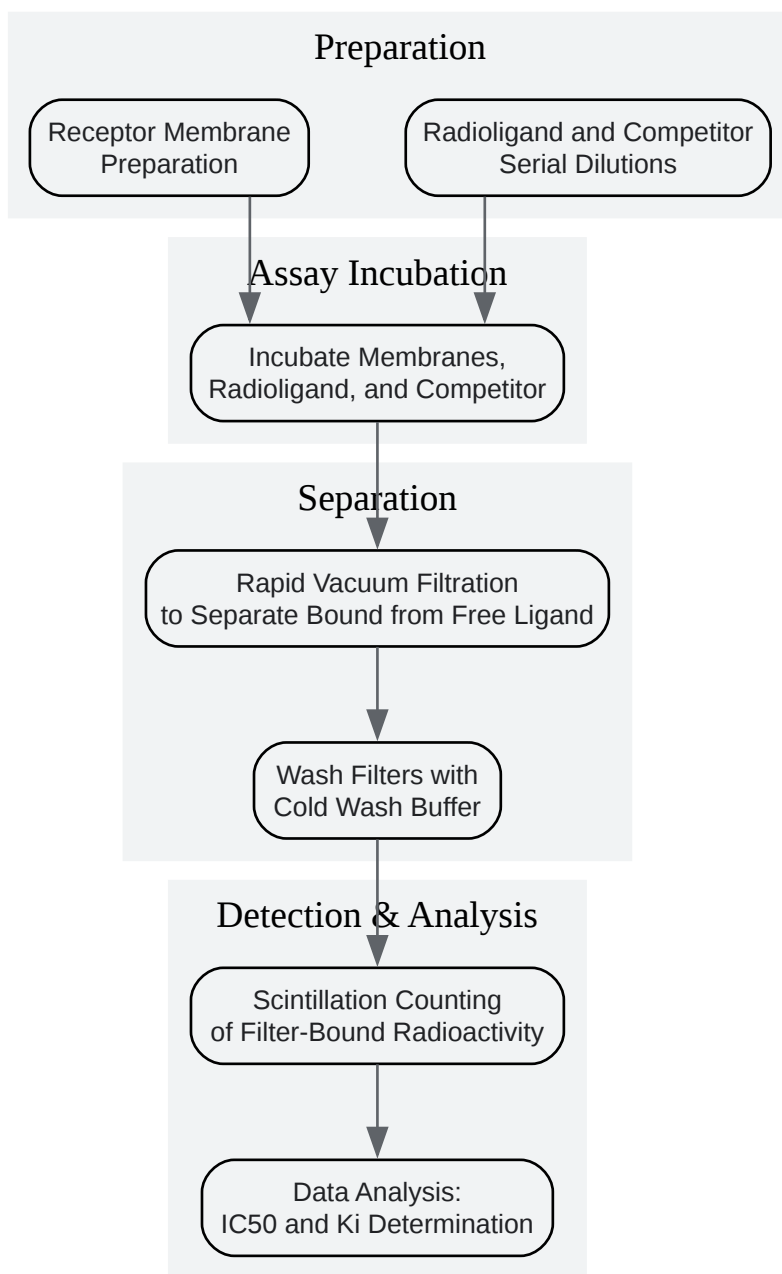 Preparation
Receptor Membrane
Preparation
Radioligand and Competitor
Serial Dilutions
Assay Incubation
Incubate Membranes,
Radioligand, and Competitor
Separation
Rapid Vacuum Filtration
to Separate Bound from Free Ligand
Wash Filters with
Cold Wash Buffer
Detection & Analysis
Scintillation Counting
of Filter-Bound Radioactivity
Data Analysis:
IC50 and Ki Determination